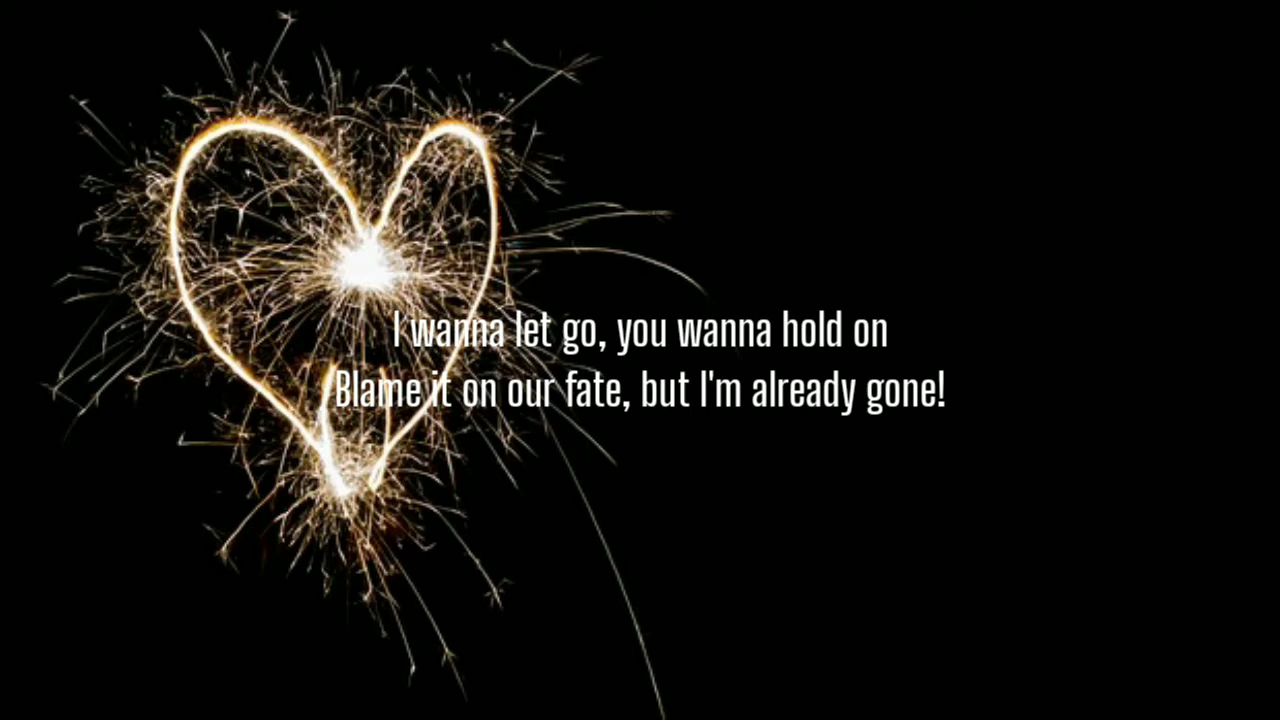 I wanna let go, you wanna hold on
Blame it on our fate, but I'm already gone!